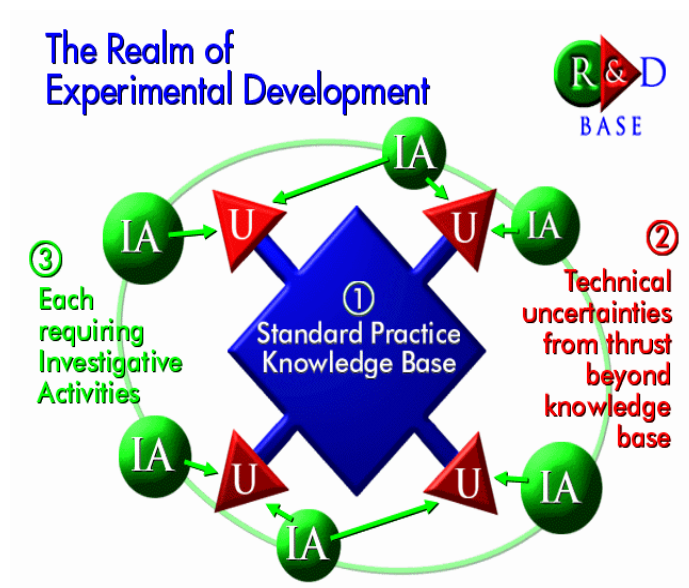 The Realm of
Experimental Development
R & D
BASE
IA
IA
U
U
IA
③
Each
requiring
Investigative
Activities
①
Standard Practice
Knowledge Base
②
Technical
uncertainties
from thrust
beyond
knowledge
base
IA
U
U
IA
IA